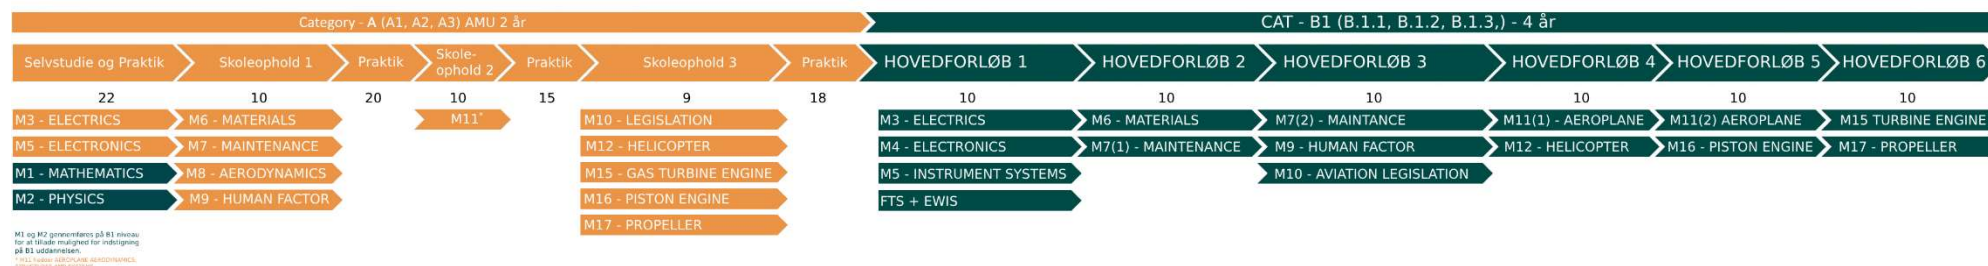 Category - A (A1, A2, A3) AMU 2 år
CAT - B1 (B.1.1, B.1.2, B.1.3,) - 4 år
Selvstudie og Praktik
Skoleophold 1
Praktik
Skole-
ophold 2
Praktik
Skoleophold 3
Praktik
HOVEDFORLØB 1
HOVEDFORLØB 2
HOVEDFORLØB 3
HOVEDFORLØB 4
HOVEDFORLØB 5
HOVEDFORLØB 6
22
10
20
10
15
9
18
10
10
10
10
10
10
M3 - ELECTRICS
M5 - ELECTRONICS
M1 - MATHEMATICS
M2 - PHYSICS
M6 - MATERIALS
M7 - MAINTENANCE
M8 - AERODYNAMICS
M9 - HUMAN FACTOR
M11*
M10 - LEGISLATION
M12 - HELICOPTER
M15 - GAS TURBINE ENGINE
M16 - PISTON ENGINE
M17 - PROPELLER
M3 - ELECTRICS
M4 - ELECTRONICS
M5 - INSTRUMENT SYSTEMS
FTS + EWIS
M6 - MATERIALS
M7(1) - MAINTENANCE
M7(2) - MAINTANCE
M9 - HUMAN FACTOR
M10 - AVIATION LEGISLATION
M11(1) - AEROPLANE
M12 - HELICOPTER
M11(2) AEROPLANE
M16 - PISTON ENGINE
M15 TURBINE ENGINE
M17 - PROPELLER
M1 og M2 gennemføres på B1 niveau
for at tillade mulighed for indstigning
på B1 uddannelsen.
* M11 hedder AEROPLANE AERODYNAMICS,